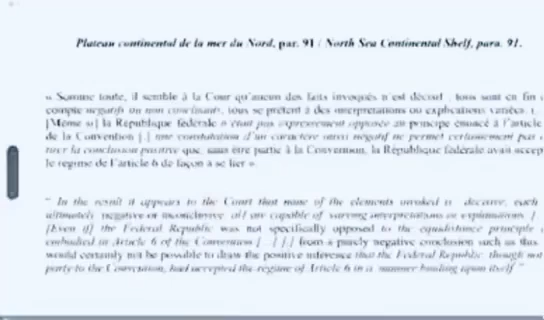 Plateau continental de la mer du Nord, par. 91 / North Sea Continental Shelf, para. 91.
« Somme toute, il semble à la Cour qu'aucun des faits invoqués n'est décisif tous sont en fin
compte négatifs ou non concluants, tous se prêtent à des interprétations ou explications variées.
[Même si] la République fédérale n'était pas expressément opposée au principe énoncé à l'article
de la Convention [,] une constatation d'un caractère aussi négatif ne permet certainement pas
tirer la conclusion positive que, sans être partie à la Convention, la République fédérale avait accep
le régime de l'article 6 de façon à se lier »
" In the result it appears to the Court that none of the elements invoked is decisive, each
ultimately negative or inconclusive all are capable of varying interpretations or explanations.
[Even if] the Federal Republic was not specifically opposed to the equidistance principle
embodied in Article 6 of the Convention [...] [,] from a purely negative conclusion such as this
would certainly not be possible to draw the positive inference that the Federal Republic, though not
party to the Convention, had accepted the régime of Article 6 in a manner binding upon itself "